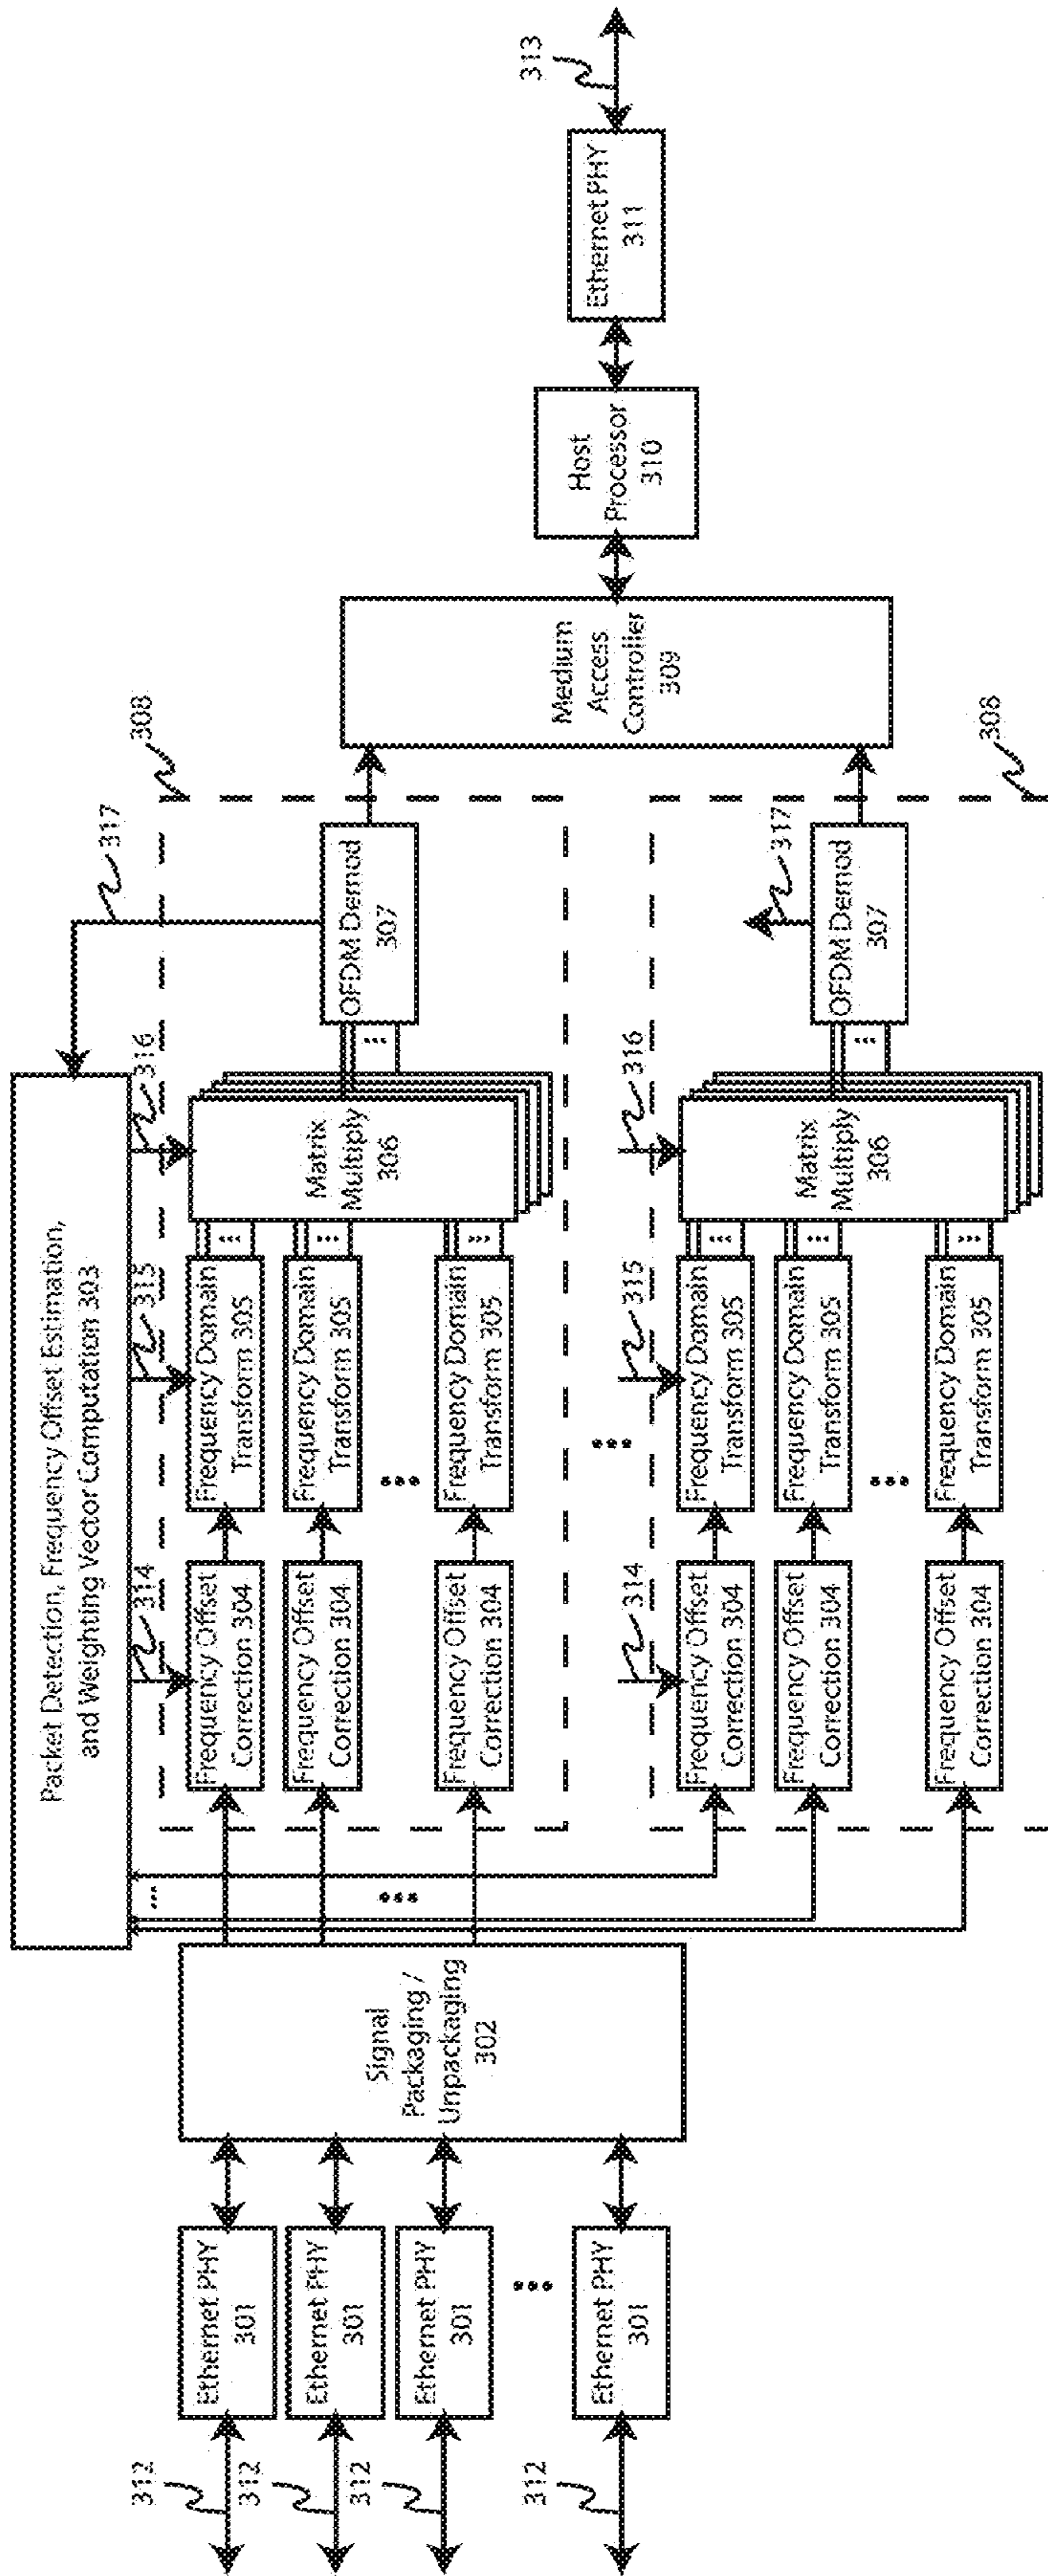 Packet Detection, Frequency Offset Estimation,
and Weighting Vector Computation 303
312
312
312
312
Ethernet PHY
301
Ethernet PHY
301
Ethernet PHY
301
Ethernet PHY
301
Signal
Packaging /
Unpackaging
302
314
315
316
317
308
Frequency Offset
Correction 304
Frequency Offset
Correction 304
Frequency Offset
Correction 304
Frequency Domain
Transform 305
Frequency Domain
Transform 305
Frequency Domain
Transform 305
Matrix
Multiply
306
OFDM Demod
307
314
315
316
317
308
Frequency Offset
Correction 304
Frequency Offset
Correction 304
Frequency Offset
Correction 304
Frequency Domain
Transform 305
Frequency Domain
Transform 305
Frequency Domain
Transform 305
Matrix
Multiply
306
OFDM Demod
307
Medium
Access
Controller
309
Host
Processor
310
Ethernet PHY
311
313